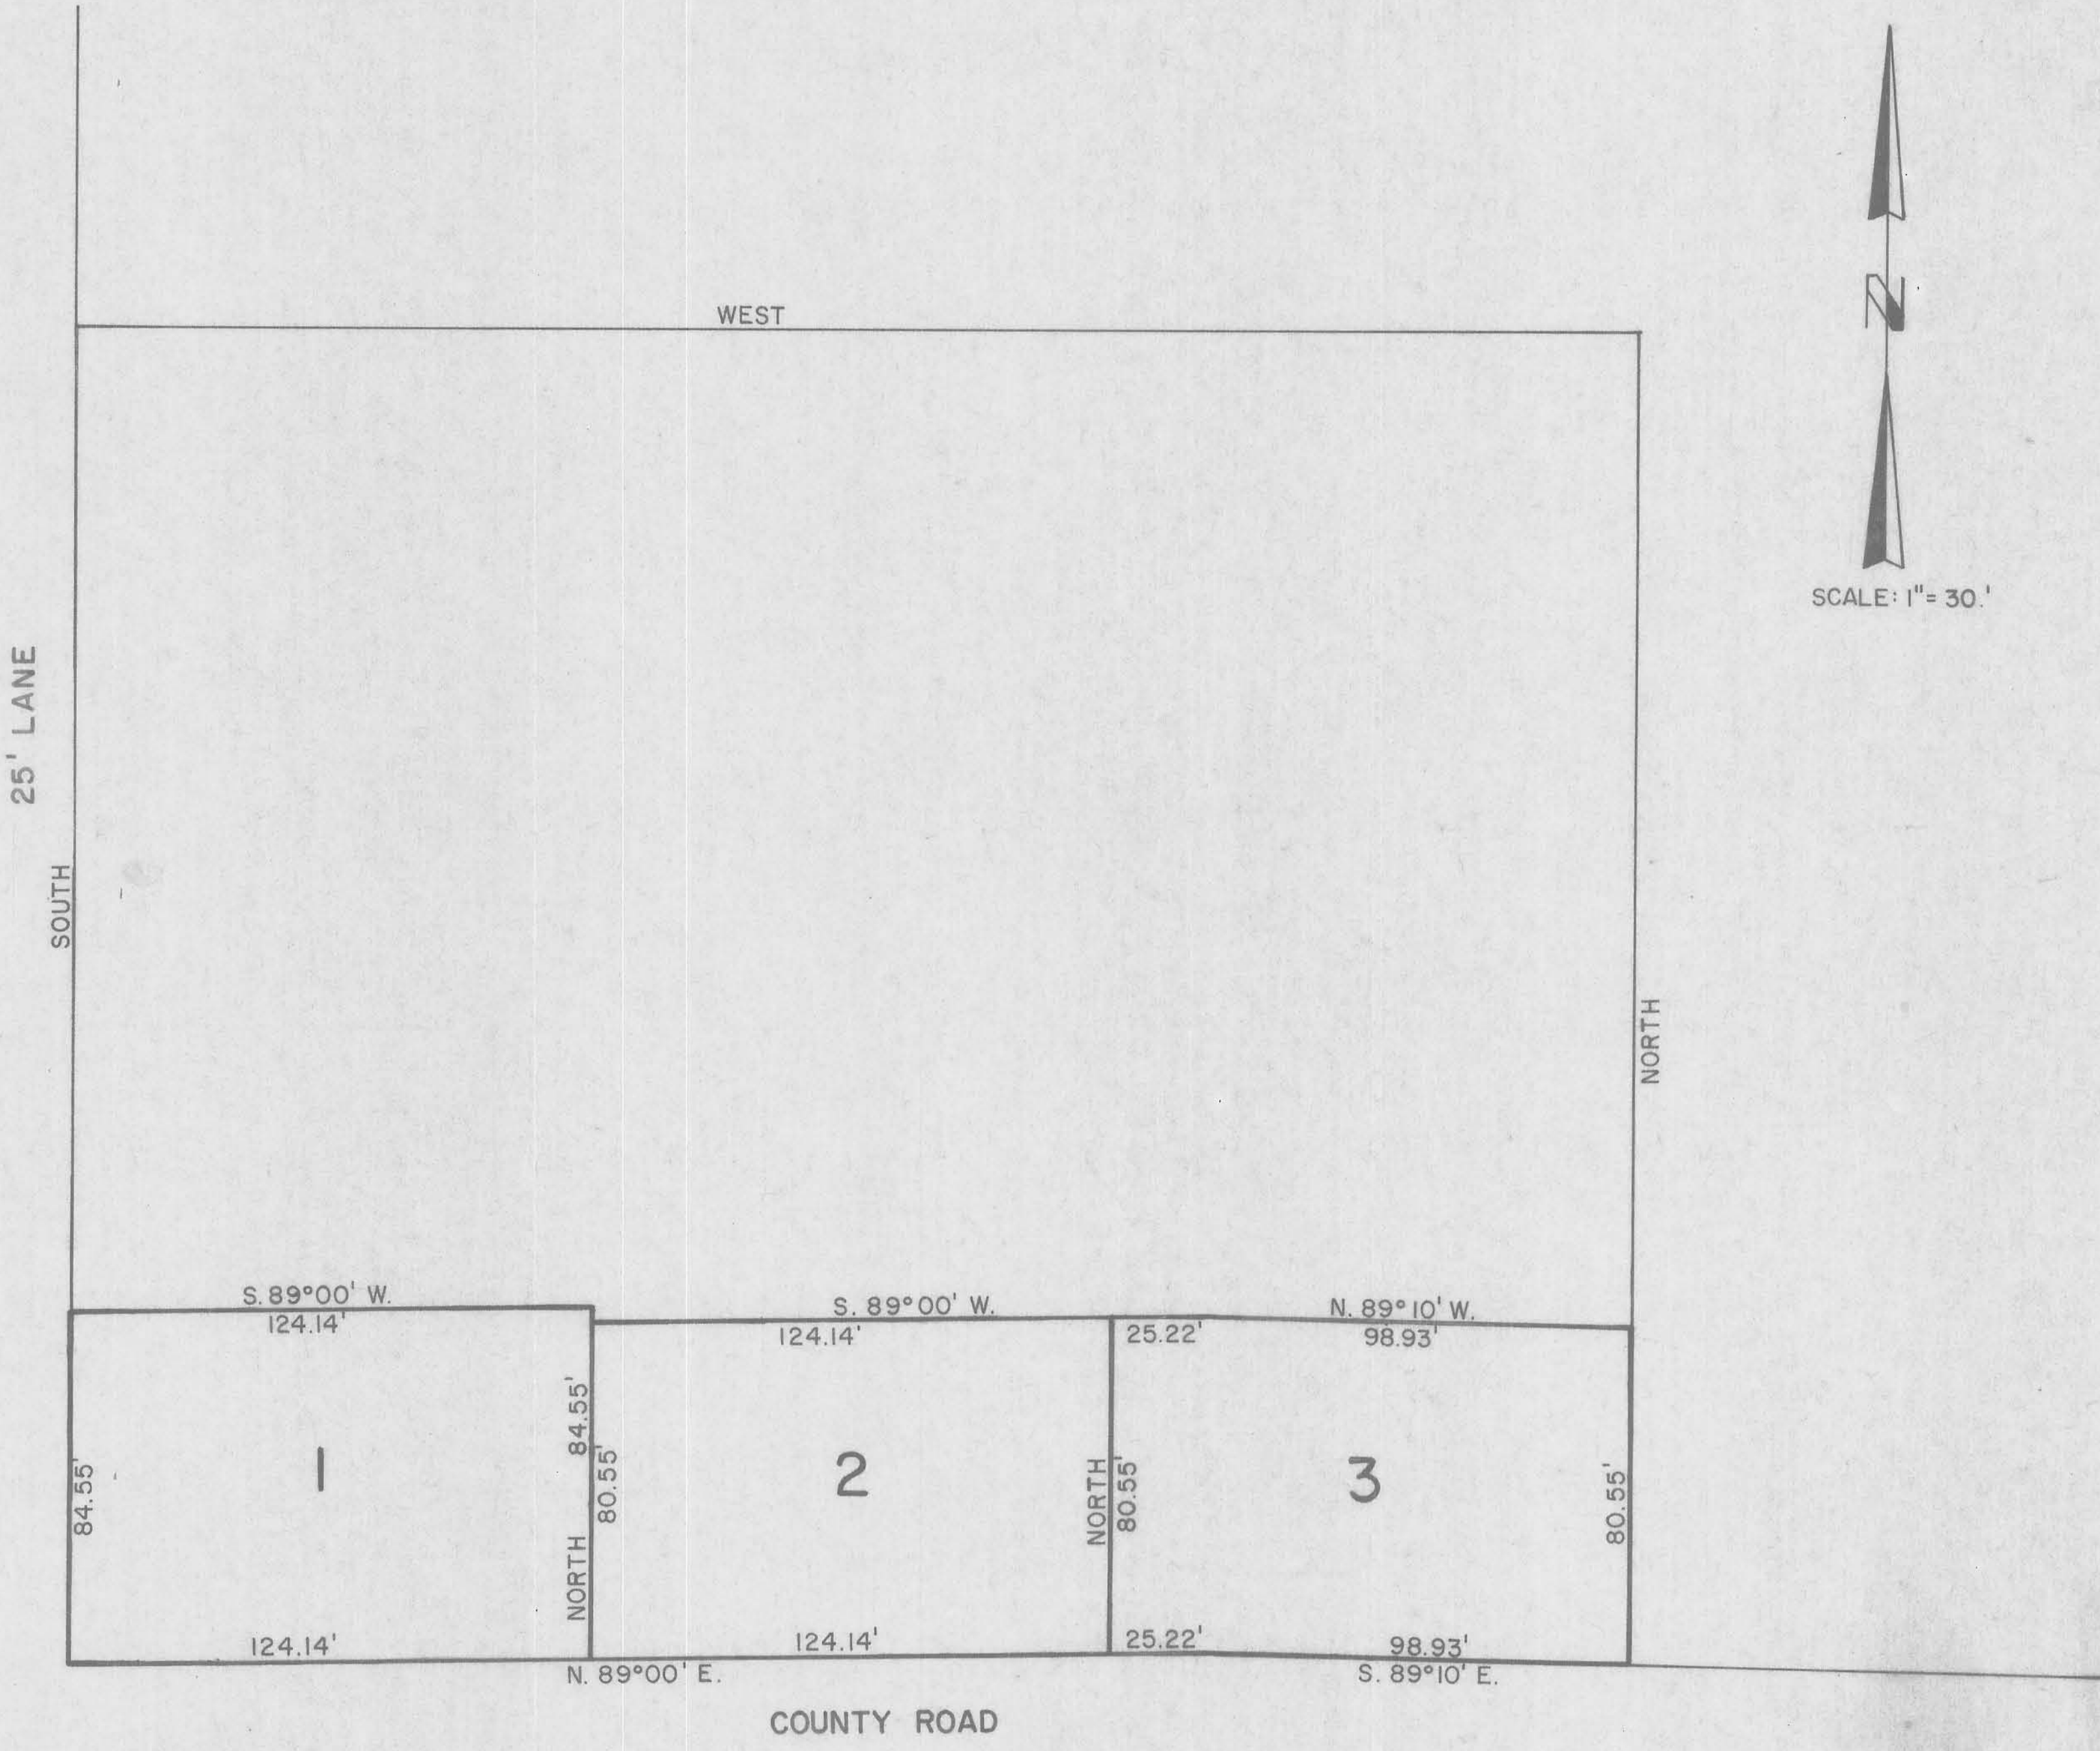 WEST
N
SCALE: 1"= 30.'
25' LANE
SOUTH
NORTH
S. 89°00' W.
124.14'
S. 89°00' W.
124.14'
N. 89°10' W.
25.22'
98.93'
84.55'
1
84.55'
NORTH
80.55'
2
NORTH
80.55'
3
80.55'
124.14'
124.14'
25.22'
98.93'
N. 89°00' E.
S. 89°10' E.
COUNTY ROAD